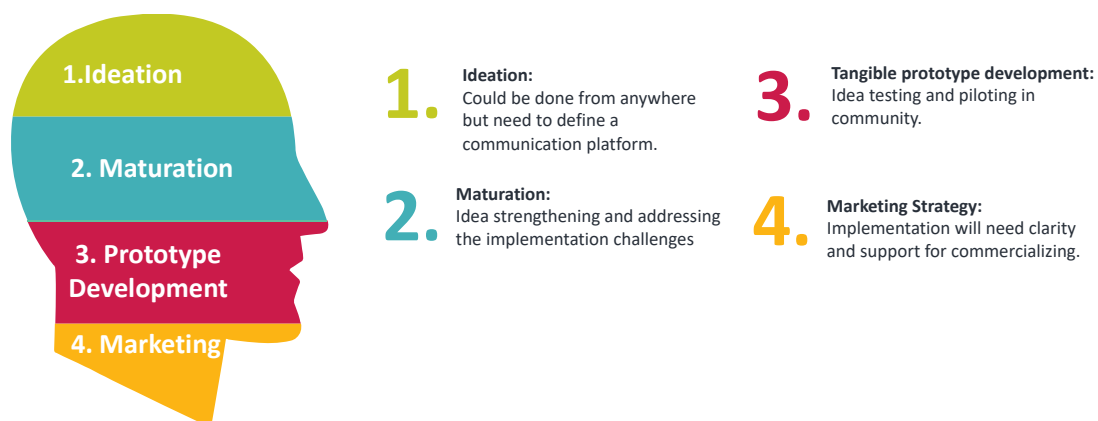 1.Ideation
2. Maturation
3. Prototype
Development
4. Marketing
1.
Ideation:
Could be done from anywhere
but need to define a
communication platform.
2.
Maturation:
Idea strengthening and addressing
the implementation challenges
3.
Tangible prototype development:
Idea testing and piloting in
community.
4.
Marketing Strategy:
Implementation will need clarity
and support for commercializing.